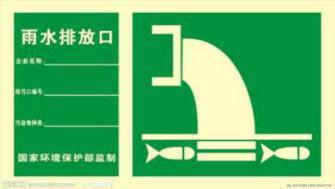 雨水排放口
企业名称：
排污口编号：
污染物种类：
国家环境保护部监制